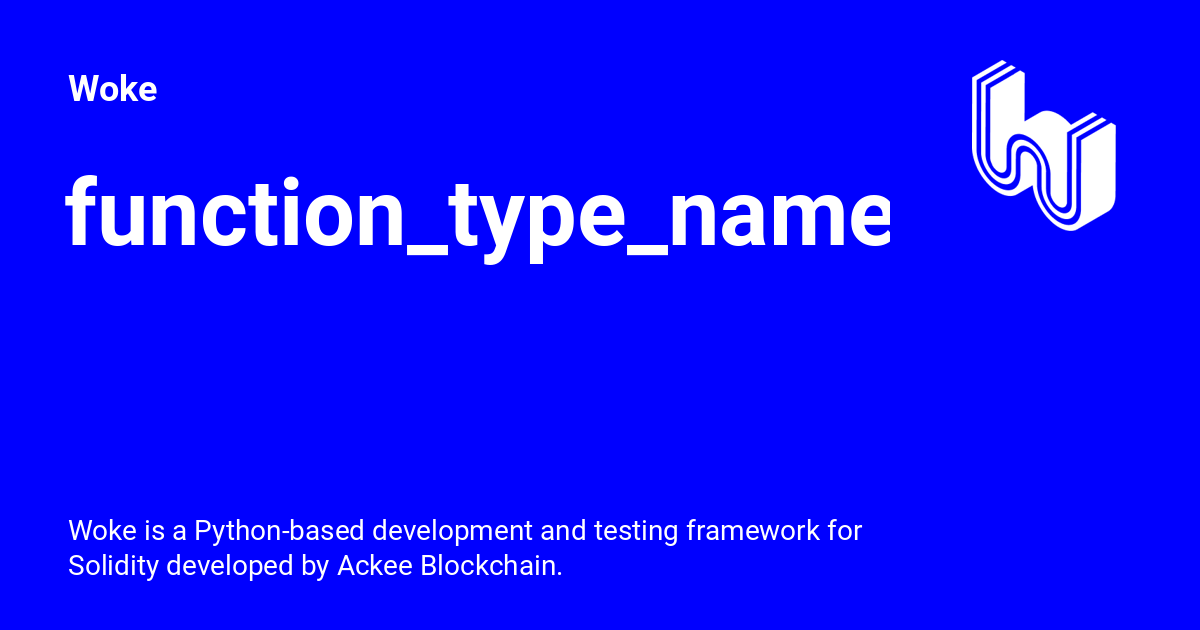 Woke
function_type_name
Woke is a Python-based development and testing framework for
Solidity developed by Ackee Blockchain.